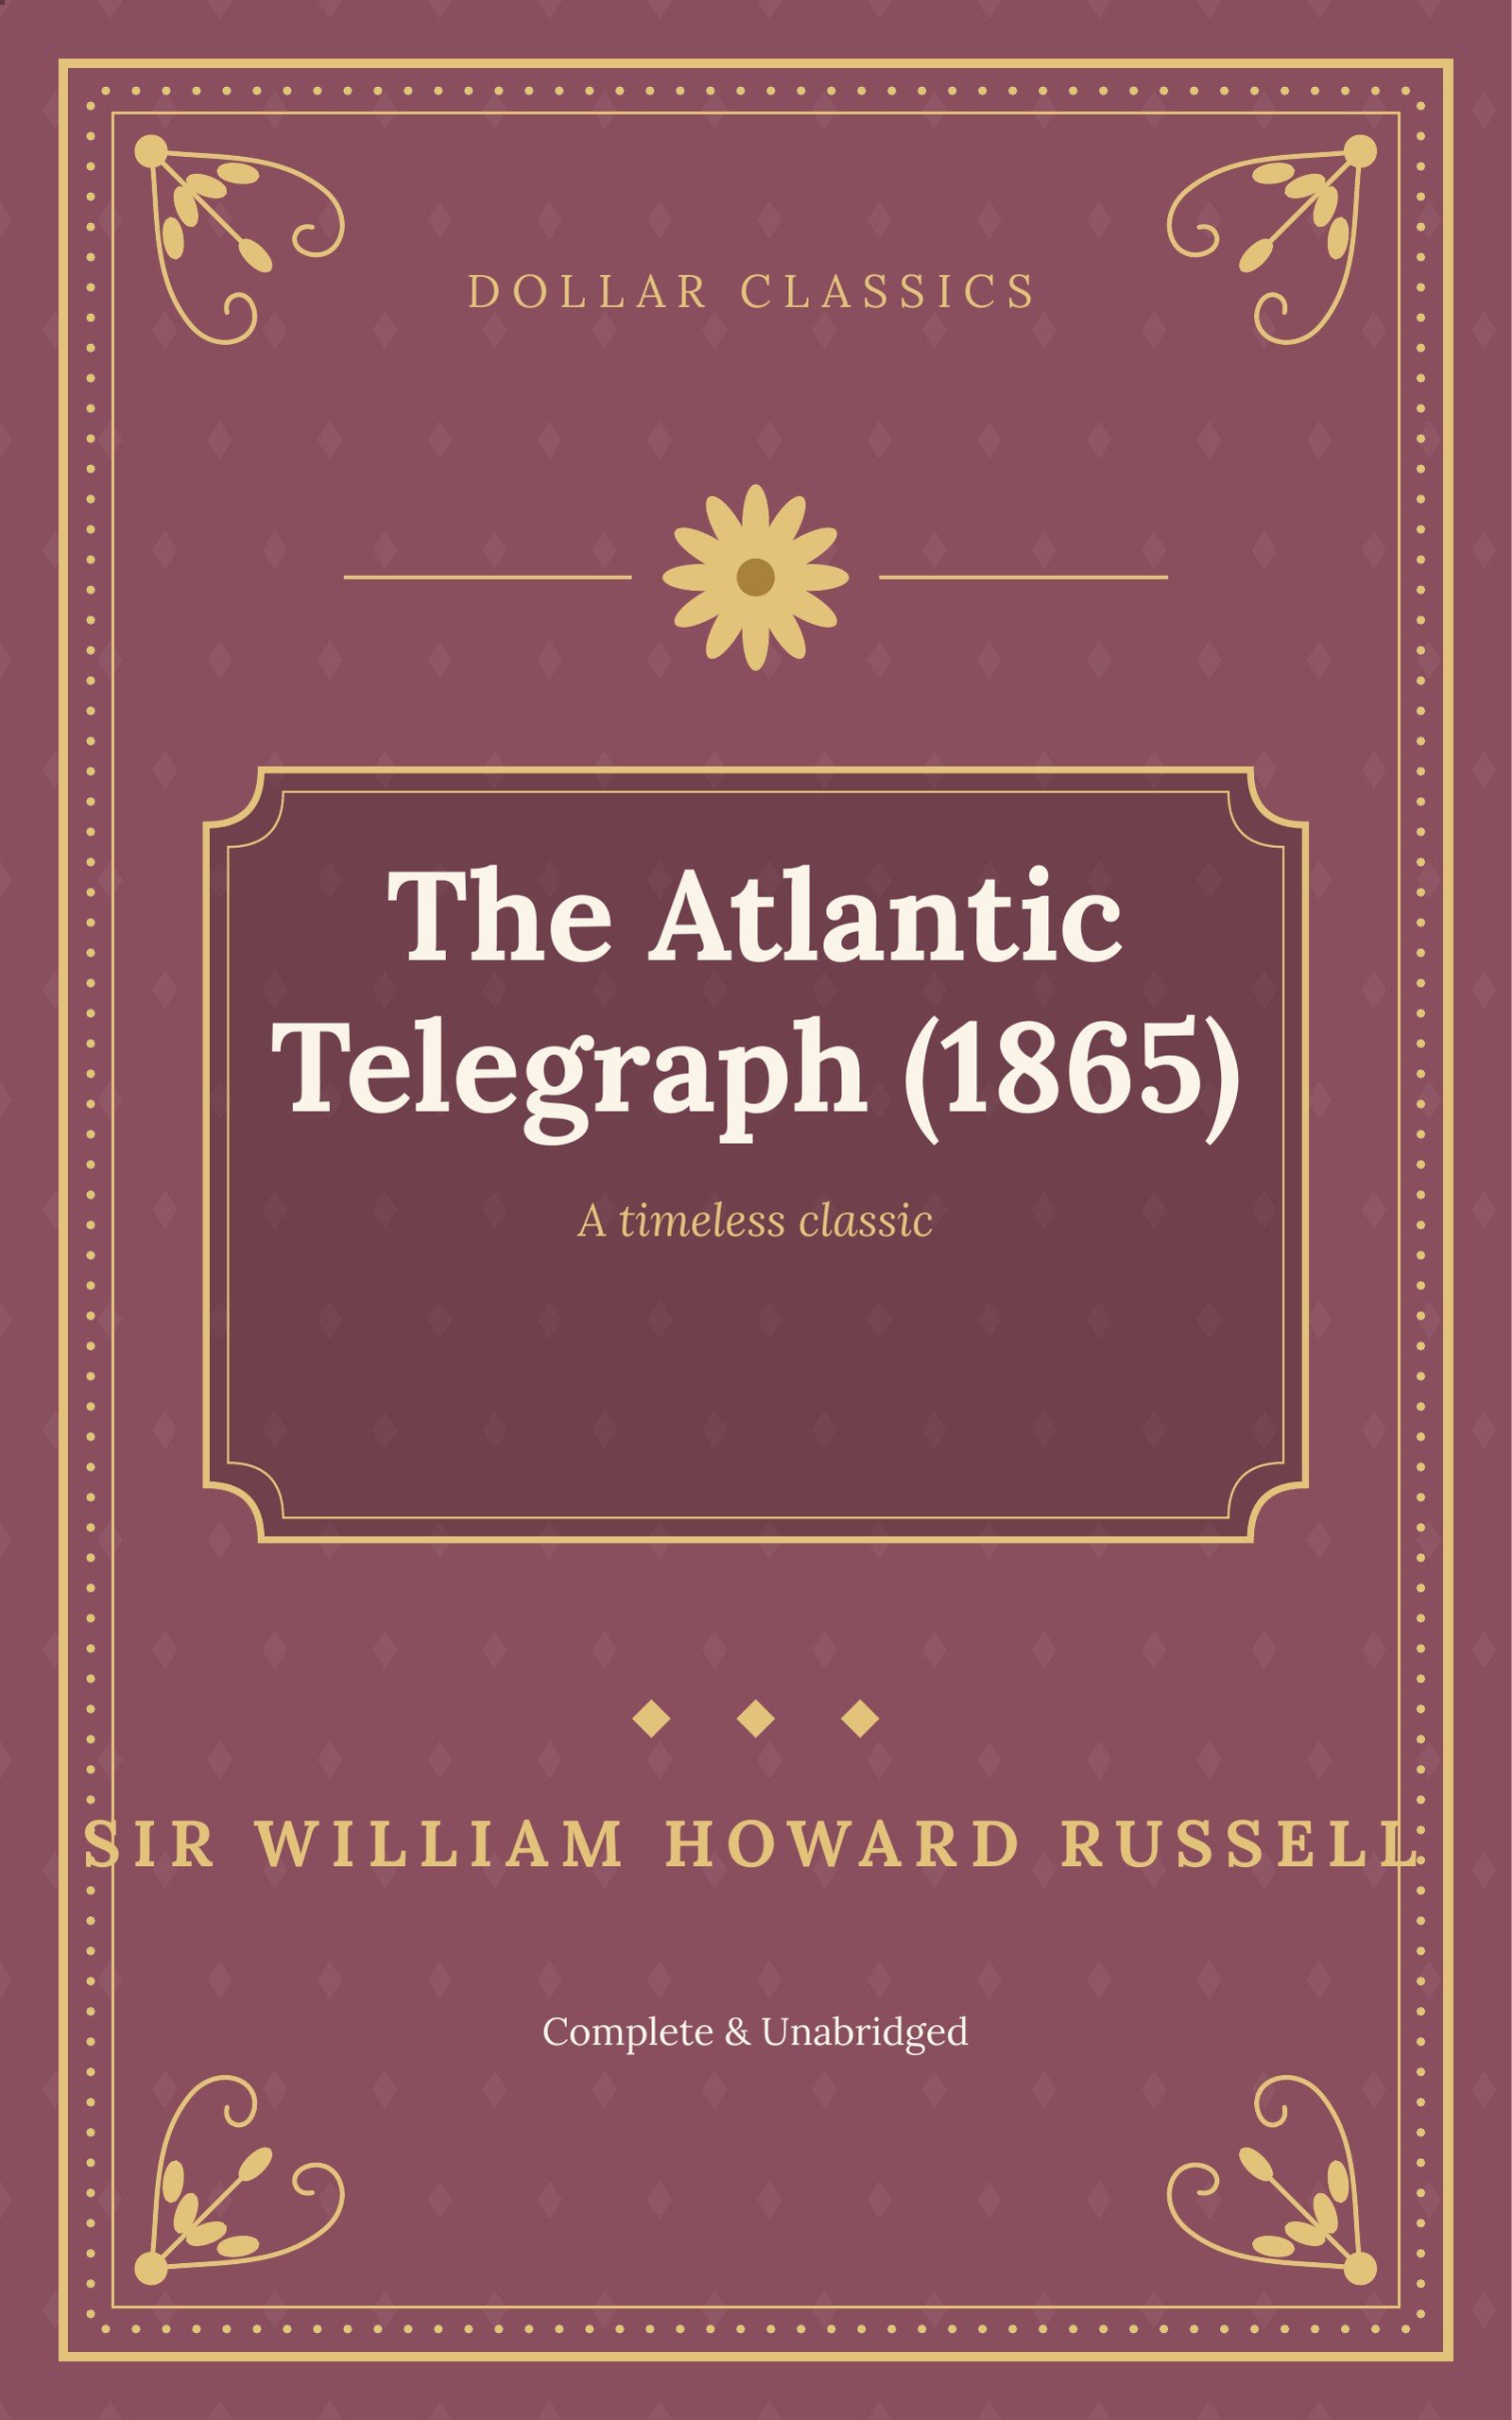 DOLLAR CLASSICS
The Atlantic
Telegraph (1865)
A timeless classic
SIR WILLIAM HOWARD RUSSELL
Complete & Unabridged